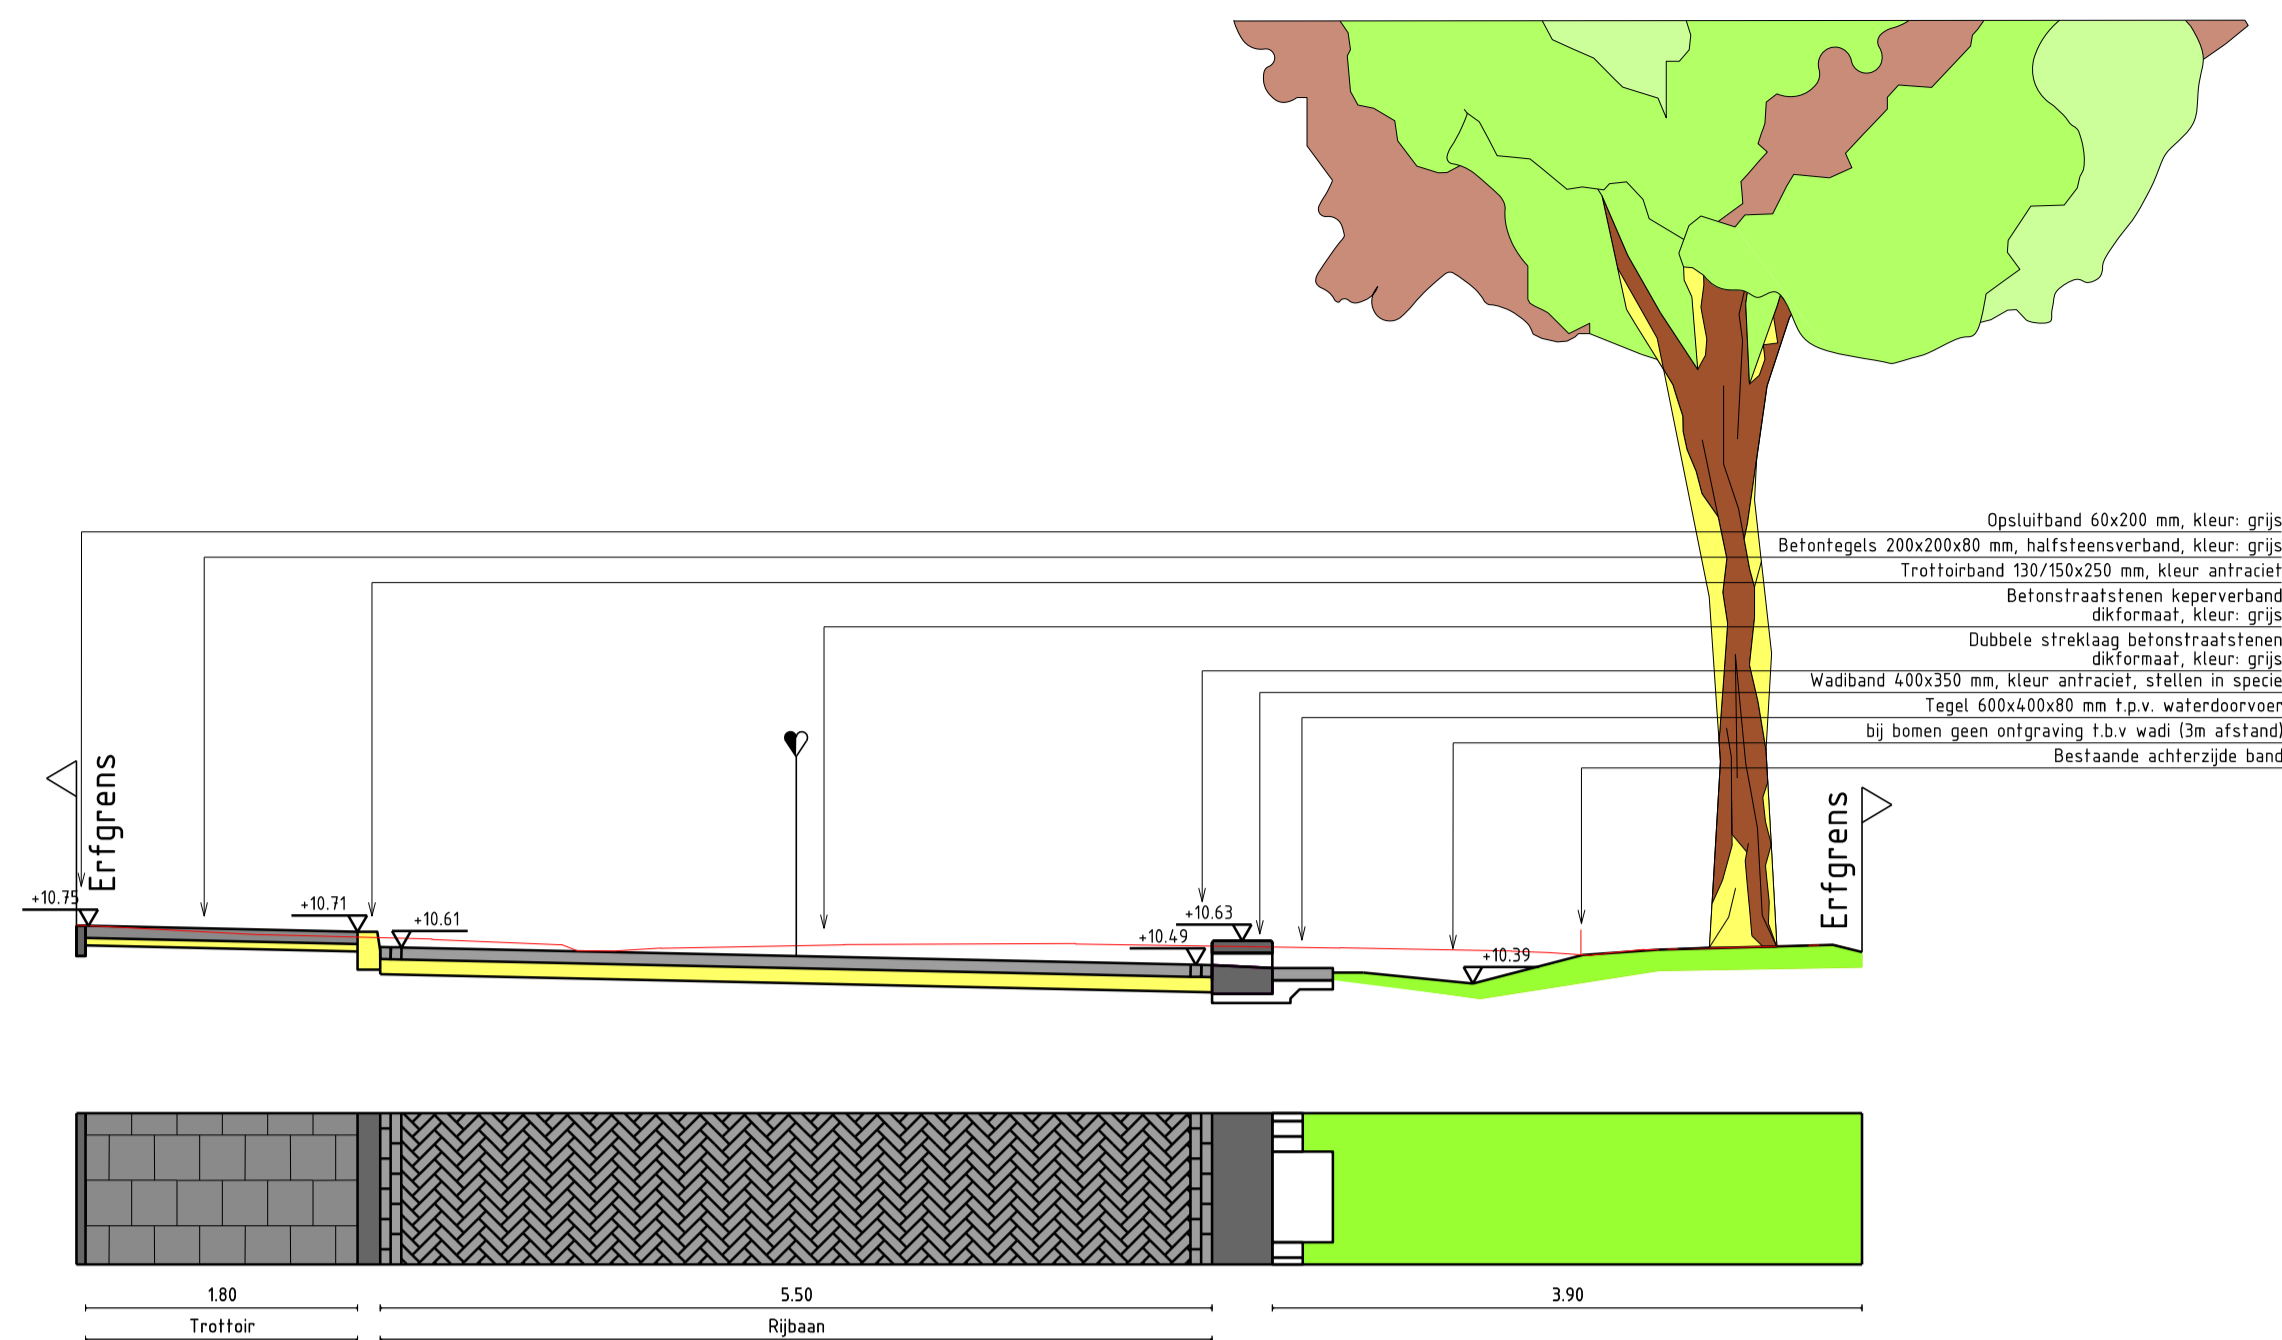 Opsluitband 60x200 mm, kleur: grijs
Betontegels 200x200x80 mm, halfsteensverband, kleur: grijs
Trottoirband 130/150x250 mm, kleur antraciet
Betonstraatstenen keperverband
dikformaat, kleur: grijs
Dubbele streklaag betonstraatstenen
dikformaat, kleur: grijs
Wadiband 400x350 mm, kleur antraciet, stellen in specie
Tegel 600x400x80 mm t.p.v. waterdoorvoer
bij bomen geen ontgraving t.b.v wadi (3m afstand)
Bestaande achterzijde band
Erfgrens
Erfgrens
+10.75
+10.71
+10.61
+10.63
+10.49
+10.39
1.80
5.50
3.90
Trottoir
Rijbaan